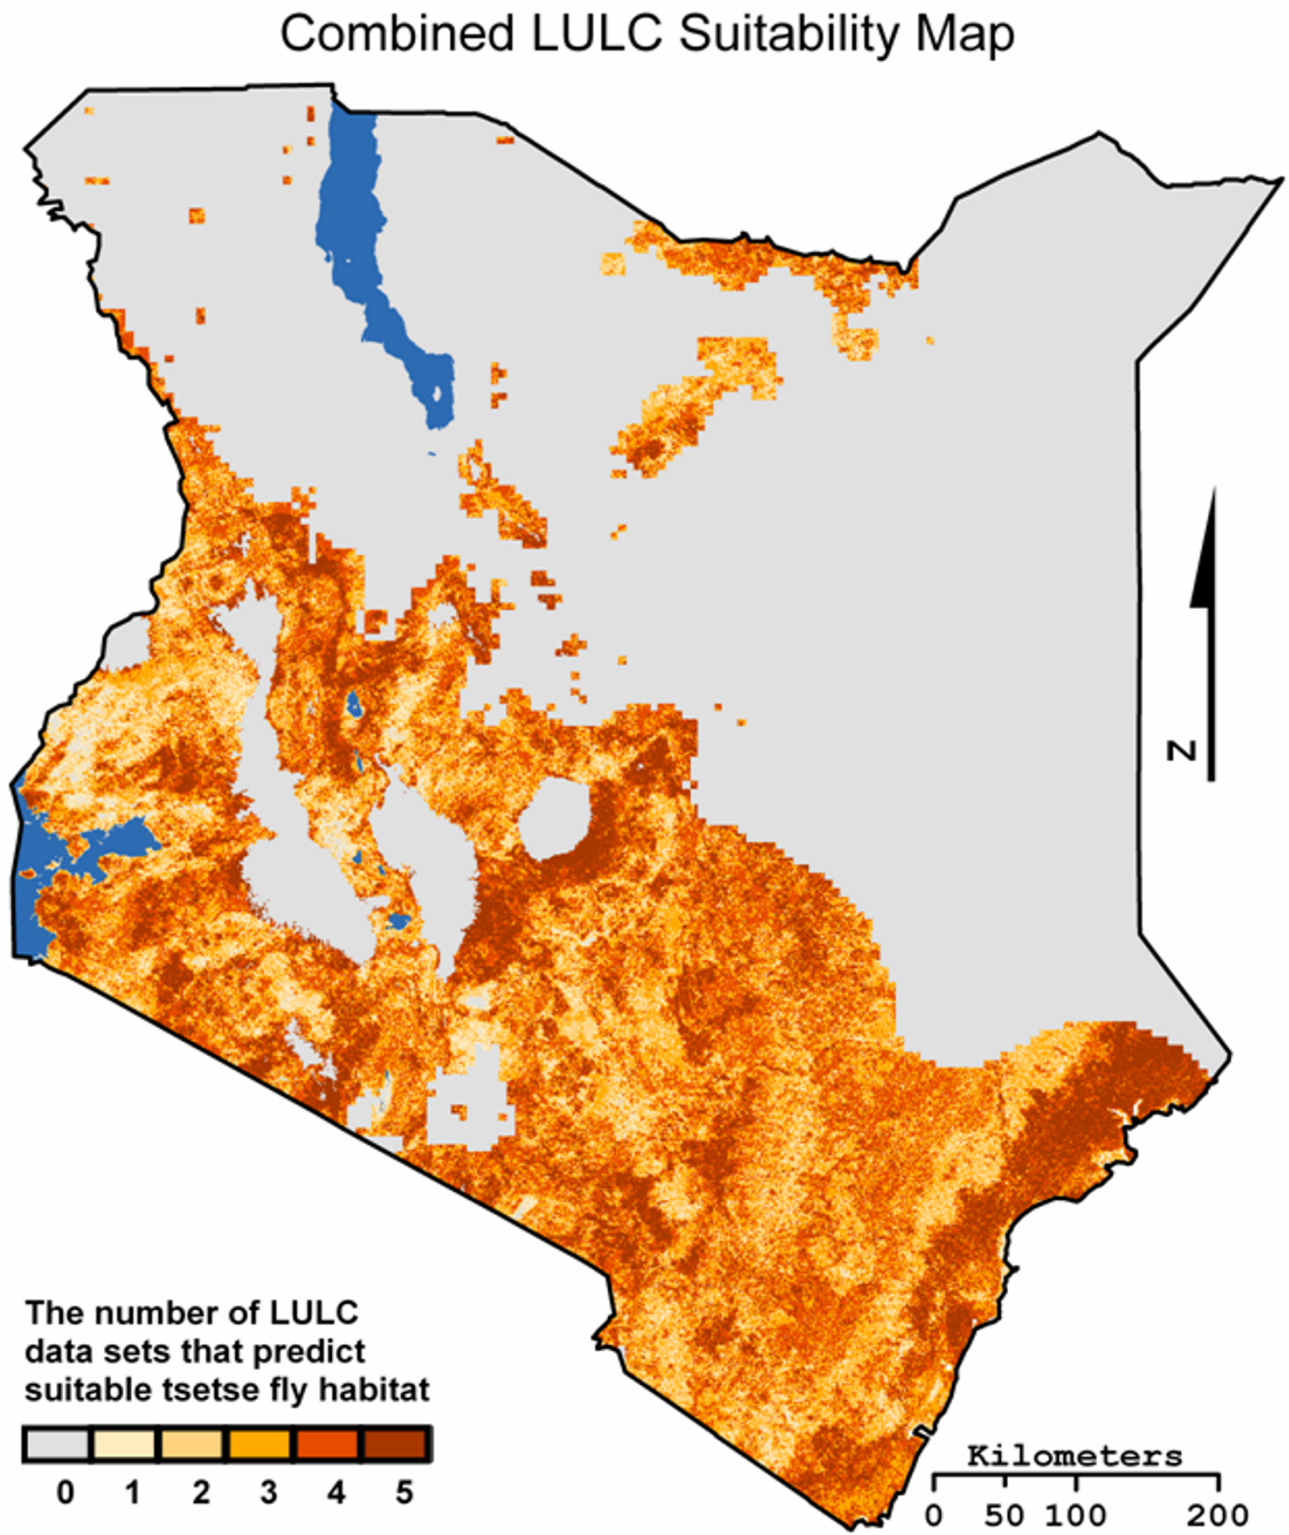 Combined LULC Suitability Map
N
The number of LULC
data sets that predict
suitable tsetse fly habitat
0 1 2 3 4 5
Kilometers
0 50 100 200